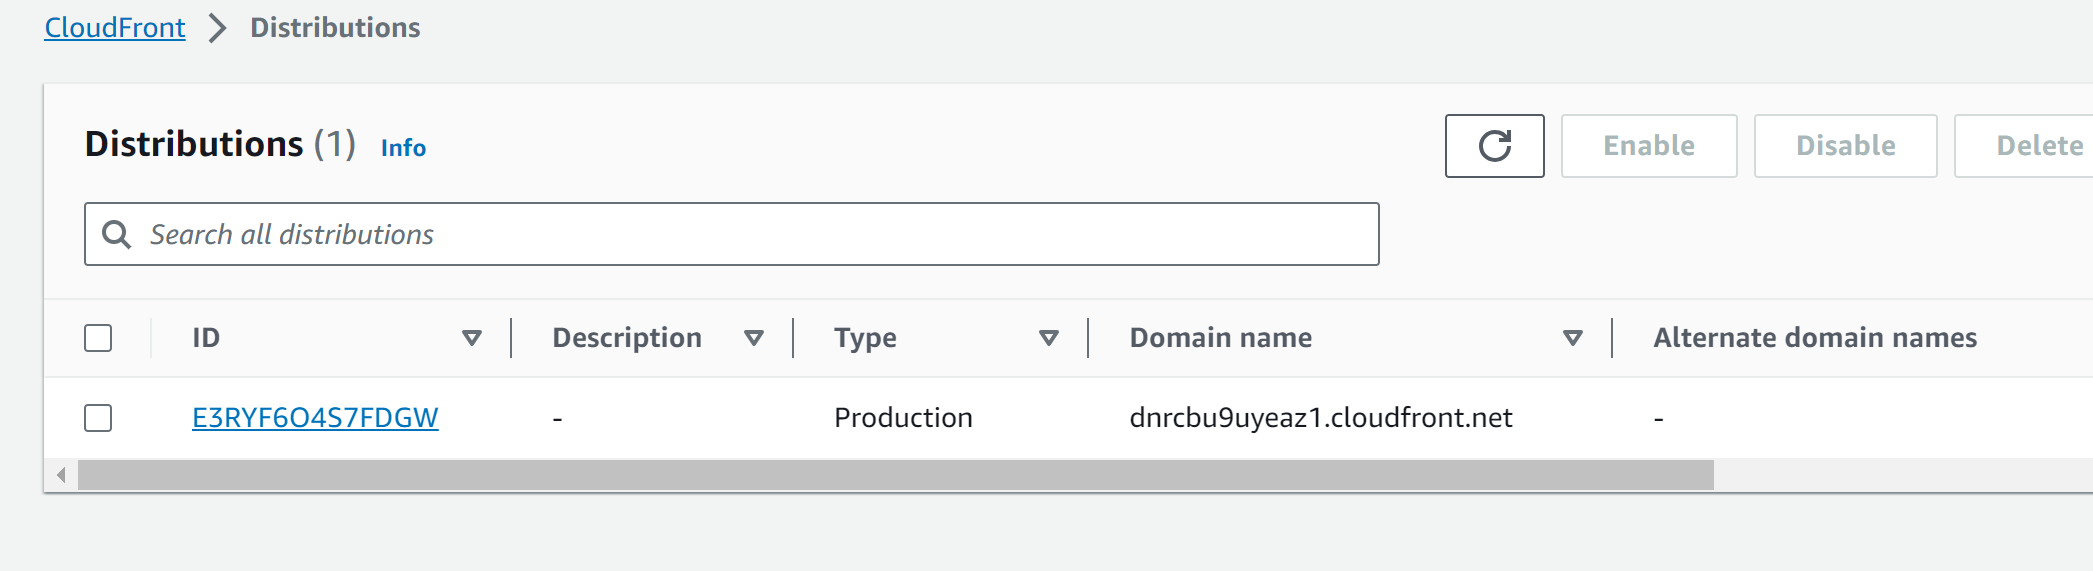 CloudFront > Distributions
Distributions (1) Info
Enable Disable Delete
Search all distributions
ID Description Type Domain name Alternate domain names
E3RYF6O4S7FDGW - Production dnrcbu9uyeaz1.cloudfront.net -